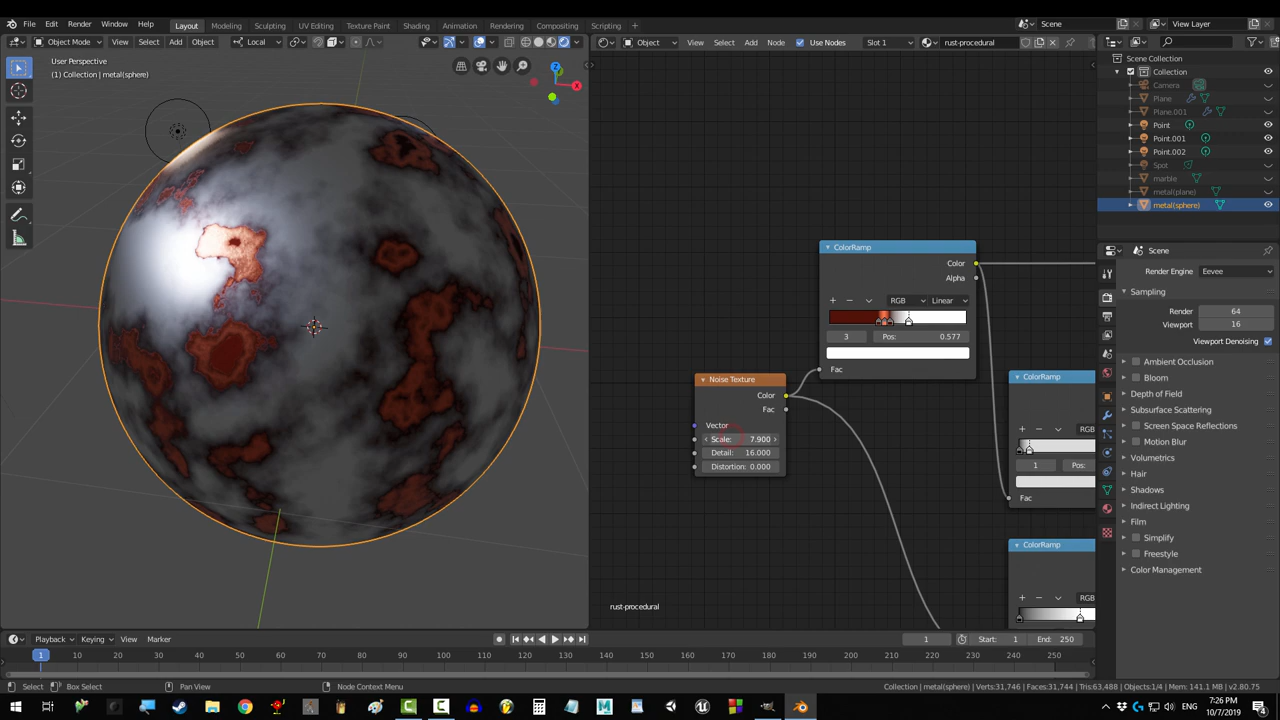 File Edit Render Window Help Layout Modeling Sculpting UV Editing Texture Paint Shading Animation Rendering Compositing Scripting Scene View Layer
Object Mode View Select Add Object Local Object View Select Add Node Use Nodes Slot 1 rust-procedural
User Perspective
(1) Collection | metal(sphere)
Scene Collection
Collection
Camera
Plane
Plane.001
Point
Point.001
Point.002
Spot
marble
metal(plane)
metal(sphere)
Scene
Render Engine Eevee
Sampling
Render 64
Viewport 16
Viewport Denoising
Ambient Occlusion
Bloom
Depth of Field
Subsurface Scattering
Screen Space Reflections
Motion Blur
Volumetrics
Hair
Shadows
Indirect Lighting
Film
Simplify
Freestyle
Color Management
ColorRamp
Color
Alpha
RGB Linear
3 Pos: 0.577
Fac
Noise Texture
Color
Fac
Vector
Scale: 7.900
Detail: 16.000
Distortion: 0.000
ColorRamp
RGB
1 Pos:
Fac
ColorRamp
RGB
rust-procedural
Playback Keying View Marker 1 Start: 1 End: 250
1 10 20 30 40 50 60 70 80 90 100 110 120 130 140 150 160 170 180 190 200 210 220 230 240 250
Select Box Select Pan View Node Context Menu Collection | metal(sphere) | Verts:31,746 | Faces:31,744 | Tris:63,488 | Objects:1/4 | Mem: 141.1 MB | v2.80.75
7:26 PM
10/7/2019